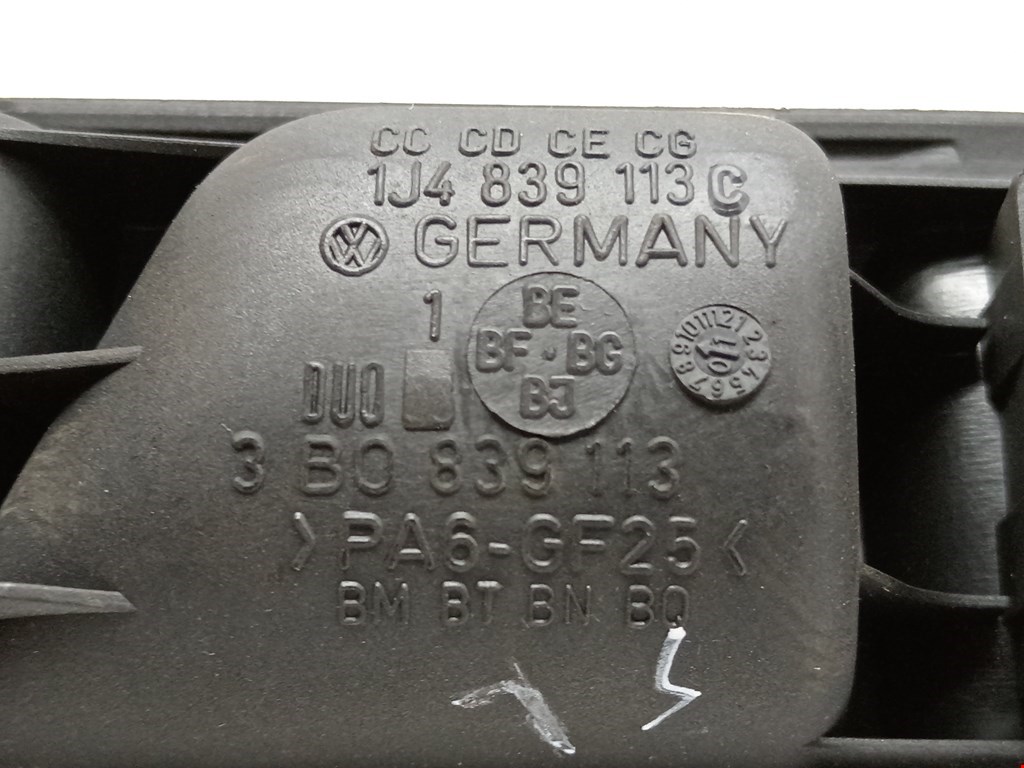 CC CD CE CG
1J4 839 113 C
GERMANY
1
BE
BF · BG
BJ
DUO
3 B0 839 113
>PA6-GF25<
BM BT BN BQ